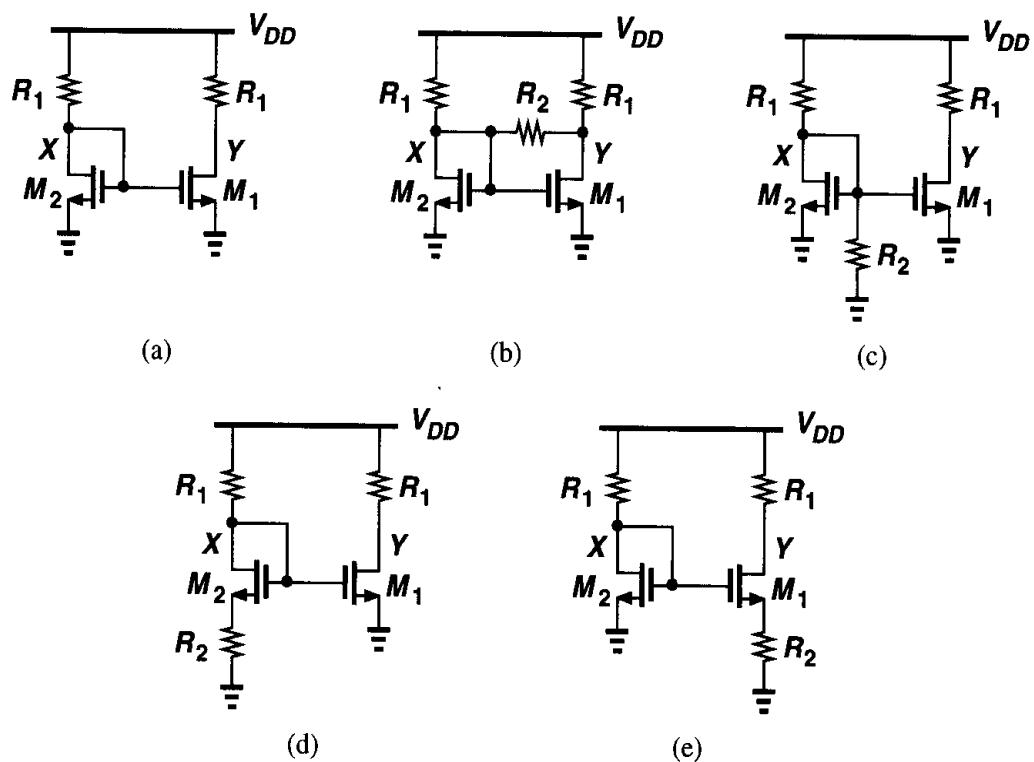 V_DD V_DD V_DD
R_1 R_1 R_1 R_2 R_1 R_1 R_1
X Y X Y X Y
M_2 M_1 M_2 M_1 M_2 M_1
R_2
(a) (b) (c)
V_DD V_DD
R_1 R_1 R_1 R_1
X Y X Y
M_2 M_1 M_2 M_1
R_2 R_2
(d) (e)